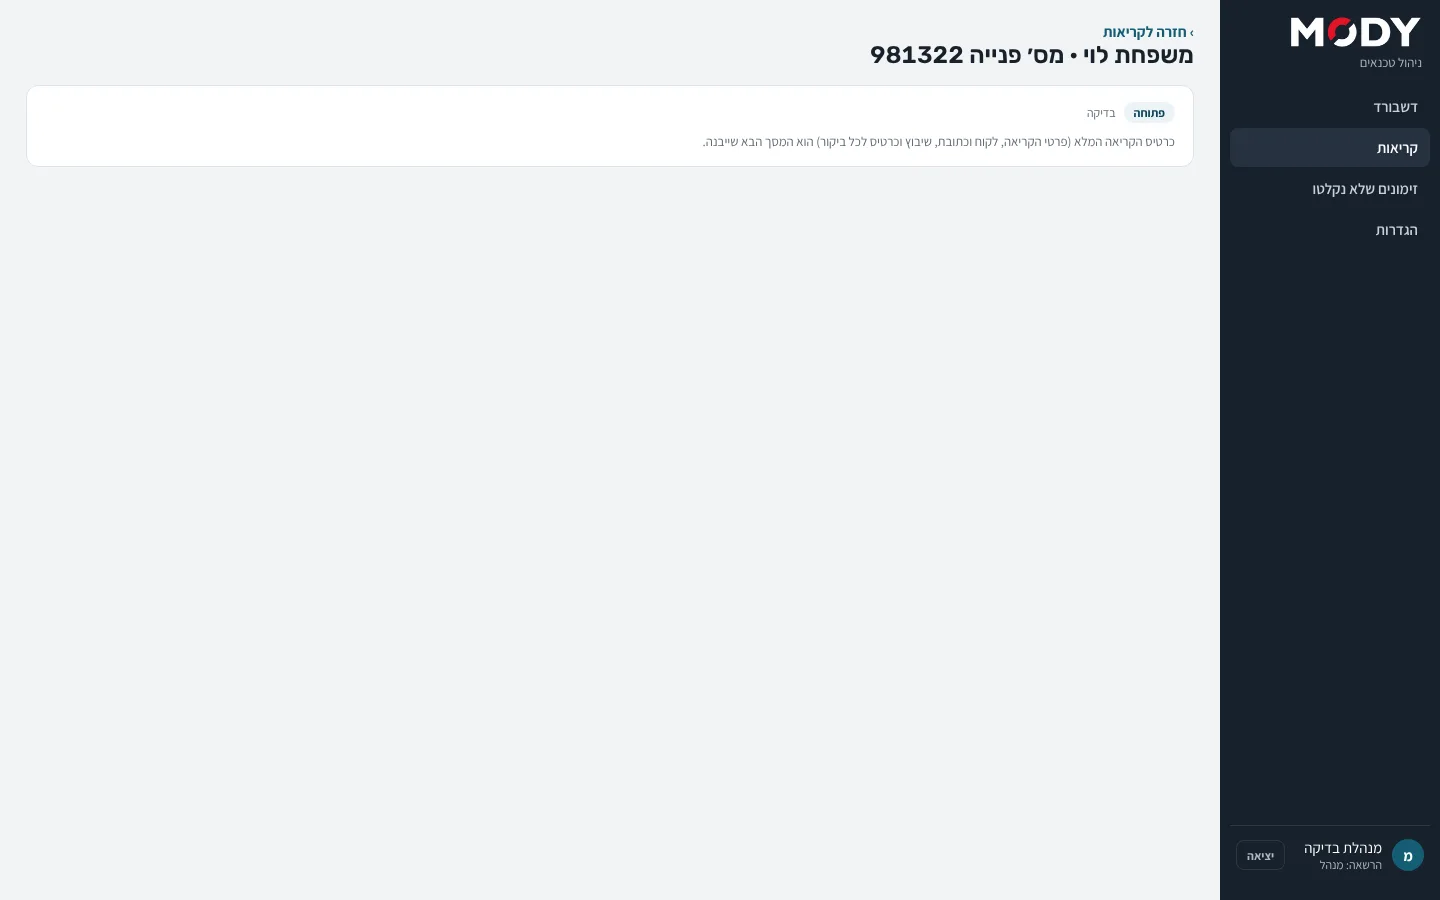 MODY
ניהול טכנאים
דשבורד
קריאות
זימונים שלא נקלטו
הגדרות
מ
מנהלת בדיקה
הרשאה: מנהל
יציאה
› חזרה לקריאות
משפחת לוי • מס׳ פנייה 981322
פתוחה בדיקה
כרטיס הקריאה המלא (פרטי הקריאה, לקוח וכתובת, שיבוץ וכרטיס לכל ביקור) הוא המסך הבא שייבנה.